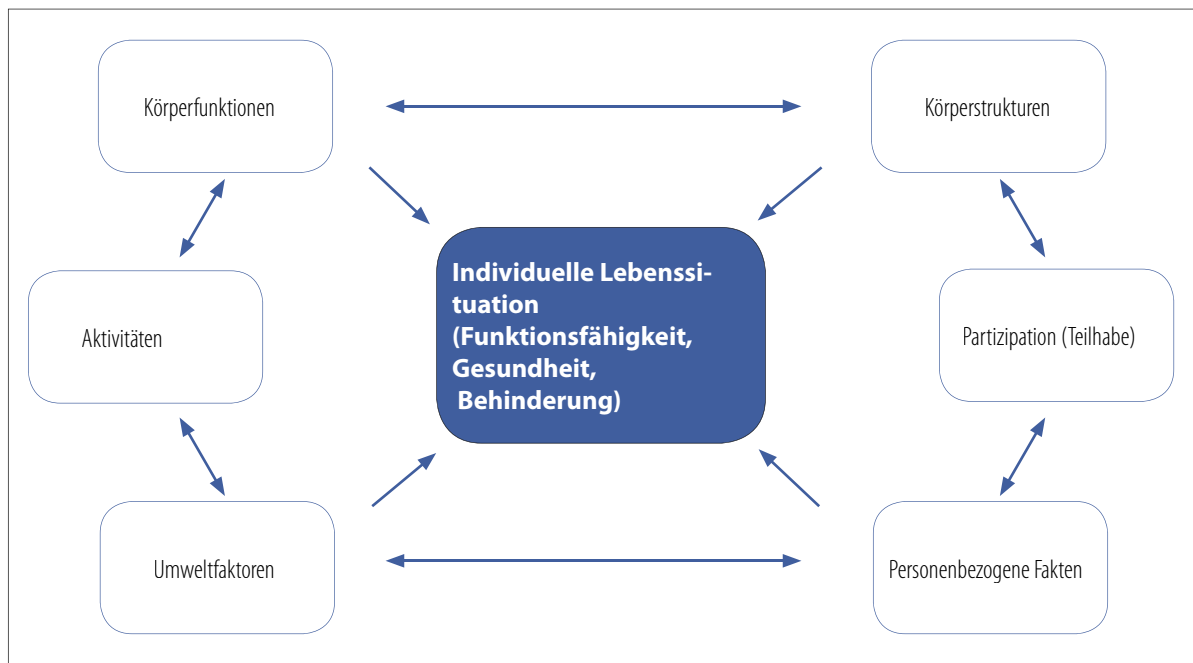 Körperfunktionen
Körperstrukturen
Individuelle Lebenssi-
tuation
(Funktionsfähigkeit,
Gesundheit,
Behinderung)
Aktivitäten
Partizipation (Teilhabe)
Umweltfaktoren
Personenbezogene Fakten